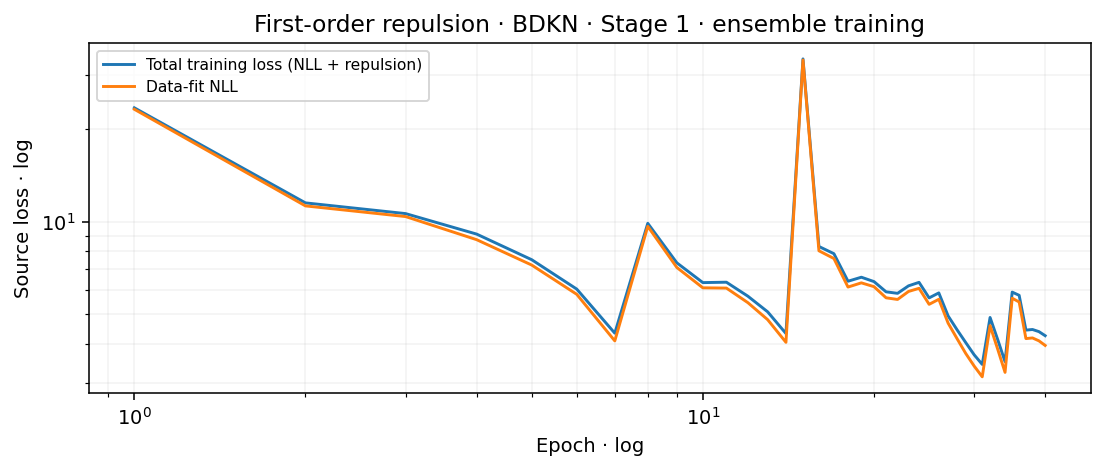 First-order repulsion · BDKN · Stage 1 · ensemble training
Total training loss (NLL + repulsion)
Data-fit NLL
Source loss · log
10¹
10⁰
10¹
Epoch · log